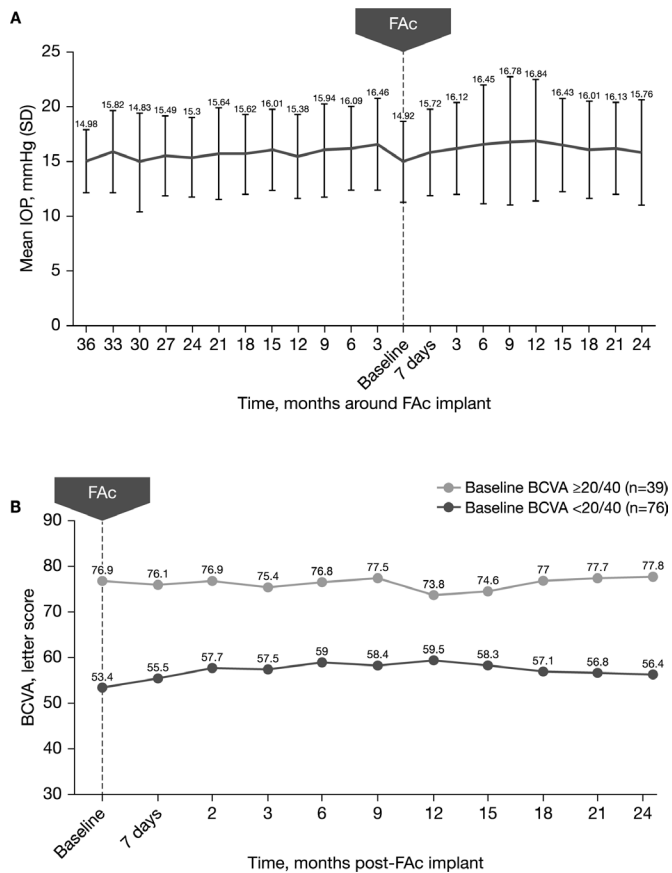 A
FAc
Mean IOP, mmHg (SD)
25
20
15
10
5
0
14.98 15.82 14.83 15.49 15.3 15.64 15.62 16.01 15.38 15.94 16.09 16.46 14.92 15.72 16.12 16.45 16.78 16.84 16.43 16.01 16.13 15.76
36 33 30 27 24 21 18 15 12 9 6 3 Baseline 7 days 3 6 9 12 15 18 21 24
Time, months around FAc implant
FAc
B
Baseline BCVA ≥20/40 (n=39)
Baseline BCVA <20/40 (n=76)
BCVA, letter score
90
80
70
60
50
40
30
76.9 76.1 76.9 75.4 76.8 77.5 73.8 74.6 77 77.7 77.8
53.4 55.5 57.7 57.5 59 58.4 59.5 58.3 57.1 56.8 56.4
Baseline 7 days 2 3 6 9 12 15 18 21 24
Time, months post-FAc implant